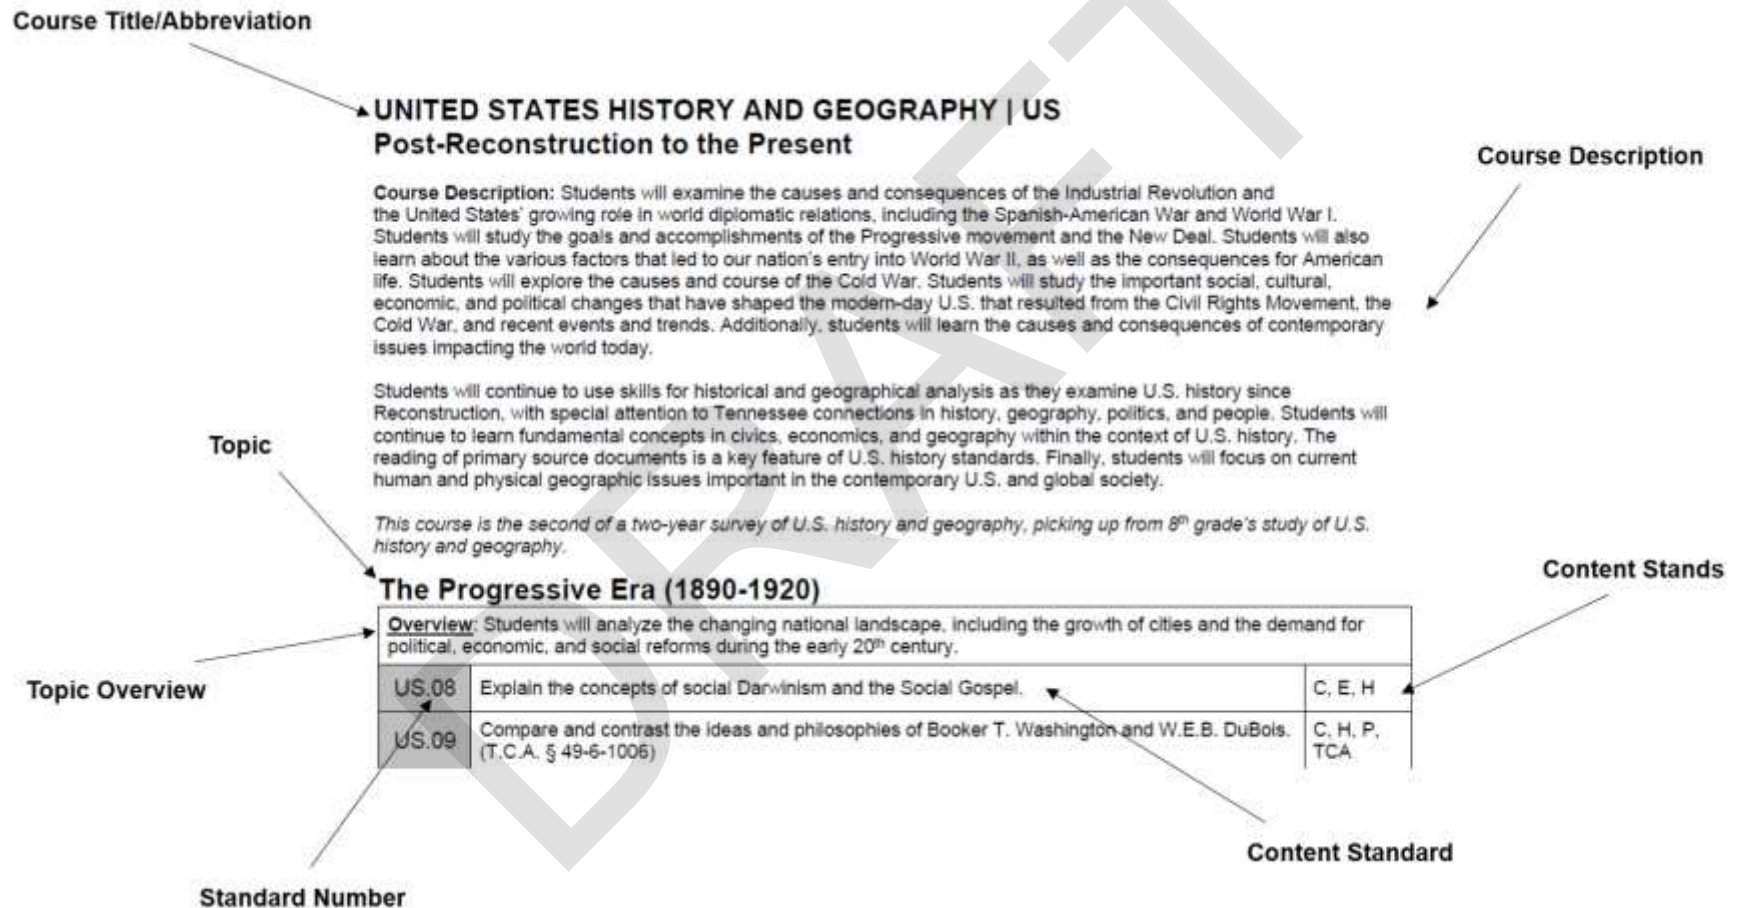 Course Title/Abbreviation
UNITED STATES HISTORY AND GEOGRAPHY | US
Post-Reconstruction to the Present
Course Description
Course Description: Students will examine the causes and consequences of the Industrial Revolution and
the United States' growing role in world diplomatic relations, including the Spanish-American War and World War I.
Students will study the goals and accomplishments of the Progressive movement and the New Deal. Students will also
learn about the various factors that led to our nation's entry into World War II, as well as the consequences for American
life. Students will explore the causes and course of the Cold War. Students will study the important social, cultural,
economic, and political changes that have shaped the modern-day U.S. that resulted from the Civil Rights Movement, the
Cold War, and recent events and trends. Additionally, students will learn the causes and consequences of contemporary
issues impacting the world today.
Students will continue to use skills for historical and geographical analysis as they examine U.S. history since
Reconstruction, with special attention to Tennessee connections in history, geography, politics, and people. Students will
continue to learn fundamental concepts in civics, economics, and geography within the context of U.S. history. The
reading of primary source documents is a key feature of U.S. history standards. Finally, students will focus on current
human and physical geographic issues important in the contemporary U.S. and global society.
This course is the second of a two-year survey of U.S. history and geography, picking up from 8th grade's study of U.S.
history and geography.
Topic
The Progressive Era (1890-1920)
Content Stands
Overview: Students will analyze the changing national landscape, including the growth of cities and the demand for
political, economic, and social reforms during the early 20th century.
Topic Overview
US.08 Explain the concepts of social Darwinism and the Social Gospel. C, E, H
US.09 Compare and contrast the ideas and philosophies of Booker T. Washington and W.E.B. DuBois. C, H, P,
(T.C.A. § 49-6-1006) TCA
Content Standard
Standard Number
DRAFT